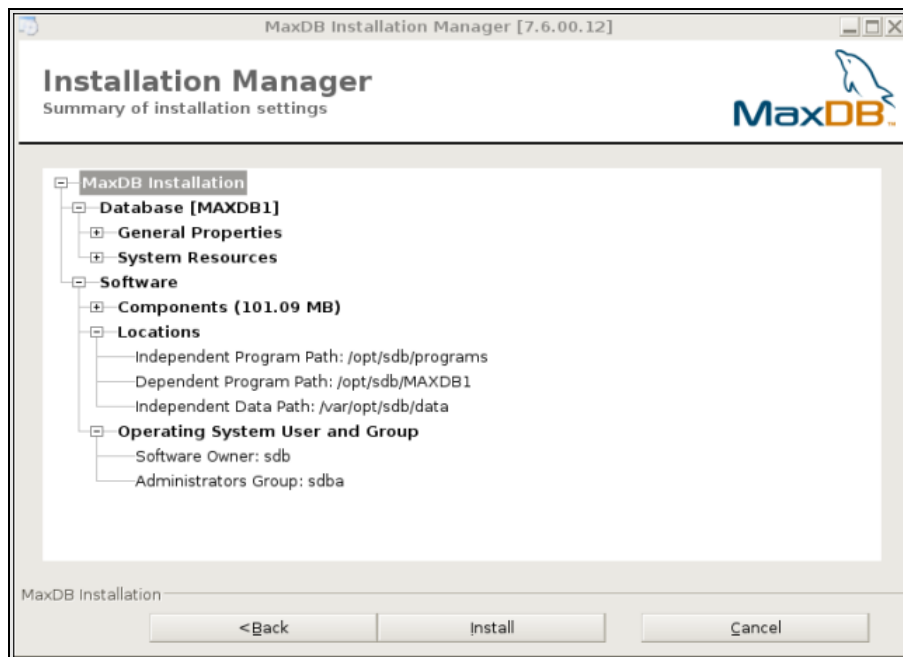 MaxDB Installation Manager [7.6.00.12]
Installation Manager
Summary of installation settings
MaxDB™
MaxDB Installation
Database [MAXDB1]
General Properties
System Resources
Software
Components (101.09 MB)
Locations
Independent Program Path: /opt/sdb/programs
Dependent Program Path: /opt/sdb/MAXDB1
Independent Data Path: /var/opt/sdb/data
Operating System User and Group
Software Owner: sdb
Administrators Group: sdba
MaxDB Installation
<Back Install Cancel